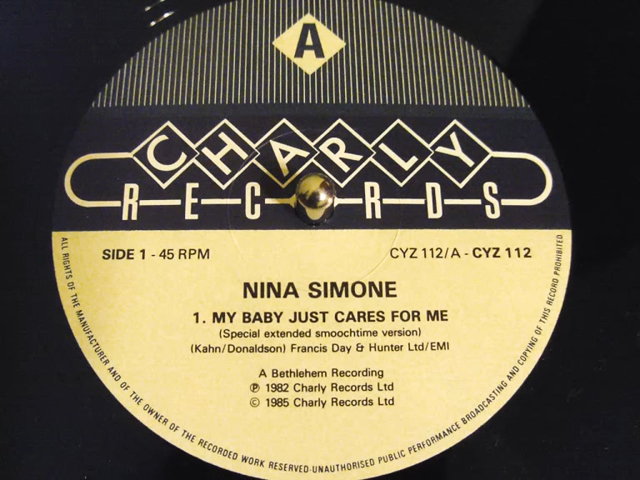 A
CHARLY
REC RDS
SIDE 1 - 45 RPM
CYZ 112/A - CYZ 112
NINA SIMONE
1. MY BABY JUST CARES FOR ME
(Special extended smoochtime version)
(Kahn/Donaldson) Francis Day & Hunter Ltd/EMI
A Bethlehem Recording
Ⓟ 1982 Charly Records Ltd
© 1985 Charly Records Ltd
ALL RIGHTS OF THE MANUFACTURER AND OF THE OWNER OF THE RECORDED WORK RESERVED-UNAUTHORISED PUBLIC PERFORMANCE BROADCASTING AND COPYING OF THIS RECORD PROHIBITED